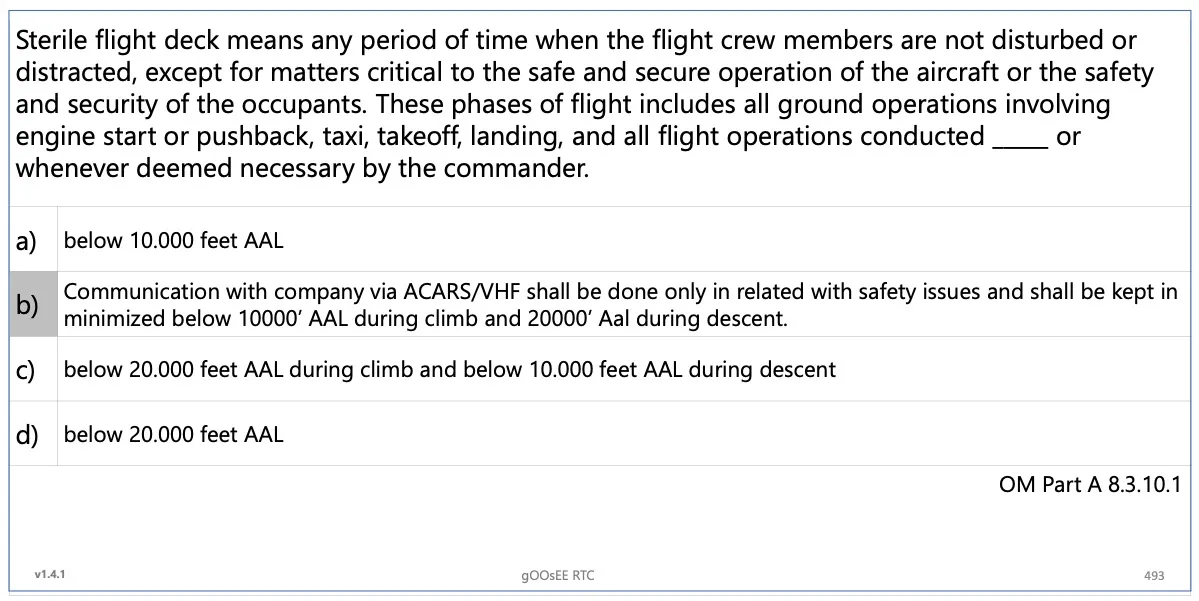 Sterile flight deck means any period of time when the flight crew members are not disturbed or
distracted, except for matters critical to the safe and secure operation of the aircraft or the safety
and security of the occupants. These phases of flight includes all ground operations involving
engine start or pushback, taxi, takeoff, landing, and all flight operations conducted _____ or
whenever deemed necessary by the commander.
a) below 10.000 feet AAL
b) Communication with company via ACARS/VHF shall be done only in related with safety issues and shall be kept in
minimized below 10000’ AAL during climb and 20000’ Aal during descent.
c) below 20.000 feet AAL during climb and below 10.000 feet AAL during descent
d) below 20.000 feet AAL
OM Part A 8.3.10.1
v1.4.1 gOOsEE RTC 493